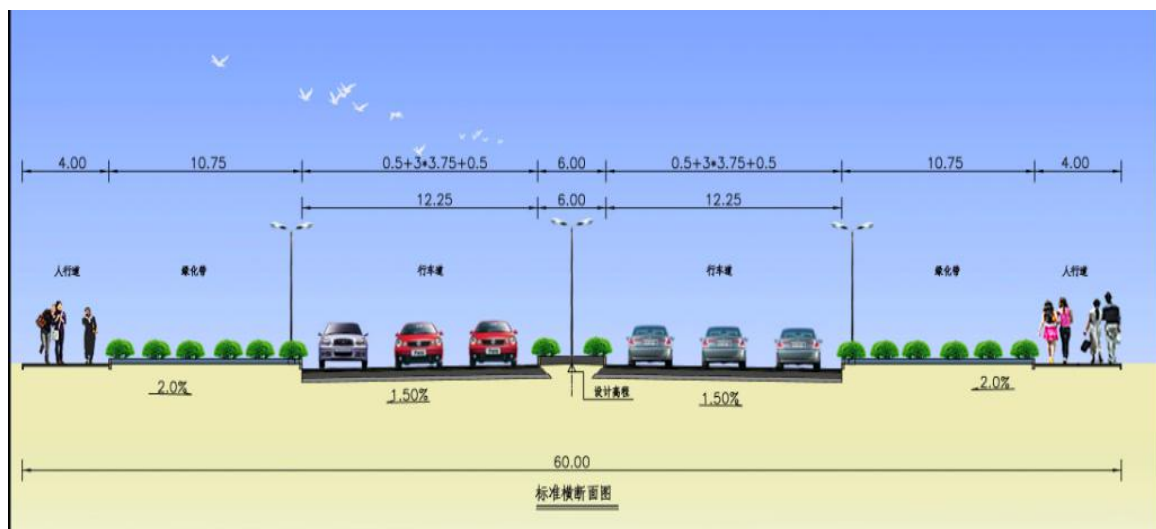 4.00 10.75 0.5+3*3.75+0.5 6.00 0.5+3*3.75+0.5 10.75 4.00
12.25 6.00 12.25
人行道 绿化带 行车道 行车道 绿化带 人行道
2.0% 1.50% 设计高程 1.50% 2.0%
60.00
标准横断面图